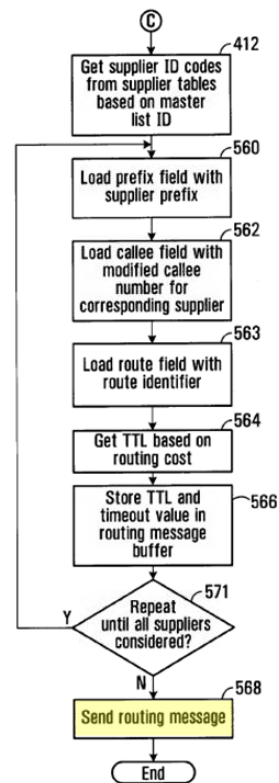 C
412
Get supplier ID codes
from supplier tables
based on master
list ID
560
Load prefix field with
supplier prefix
562
Load callee field with
modified callee
number for
corresponding supplier
563
Load route field with
route identifier
564
Get TTL based on
routing cost
566
Store TTL and
timeout value in
routing message
buffer
571
Repeat
until all suppliers
considered?
Y
N
568
Send routing message
End